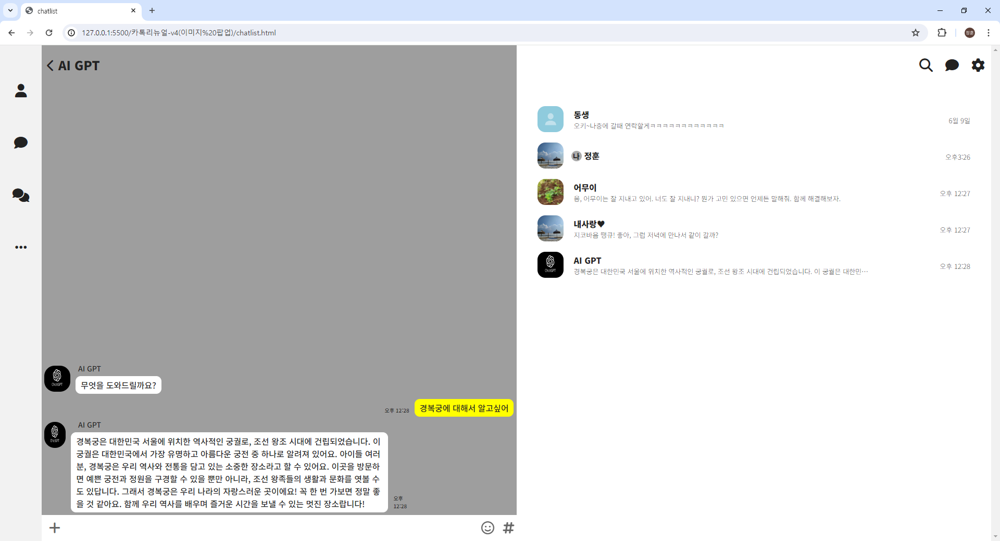 chatlist
127.0.0.1:5500/카톡리뉴얼-v4(이미지%20팝업)/chatlist.html
정훈
AI GPT
AI GPT
ChatGPT
무엇을 도와드릴까요?
오후 12:28
경복궁에 대해서 알고싶어
AI GPT
ChatGPT
경복궁은 대한민국 서울에 위치한 역사적인 궁궐로, 조선 왕조 시대에 건립되었습니다. 이
궁궐은 대한민국에서 가장 유명하고 아름다운 궁전 중 하나로 알려져 있어요. 아이들 여러
분, 경복궁은 우리 역사와 전통을 담고 있는 소중한 장소라고 할 수 있어요. 이곳을 방문하
면 예쁜 궁전과 정원을 구경할 수 있을 뿐만 아니라, 조선 왕족들의 생활과 문화를 엿볼 수
도 있답니다. 그래서 경복궁은 우리 나라의 자랑스러운 곳이에요! 꼭 한 번 가보면 정말 좋
을 것 같아요. 함께 우리 역사를 배우며 즐거운 시간을 보낼 수 있는 멋진 장소랍니다!
오후
12:28
동생
오키~나중에 갈때 연락할게ㅋㅋㅋㅋㅋㅋㅋㅋㅋㅋㅋㅋ
6월 9일
나 정훈
오후3:26
어무이
응, 어무이는 잘 지내고 있어. 너도 잘 지내니? 뭔가 고민 있으면 언제든 말해줘. 함께 해결해보자.
오후 12:27
내사랑♥
지코바음 땡큐! 좋아, 그럼 저녁에 만나서 같이 갈까?
오후 12:27
ChatGPT
AI GPT
경복궁은 대한민국 서울에 위치한 역사적인 궁궐로, 조선 왕조 시대에 건립되었습니다. 이 궁궐은 대한민…
오후 12:28